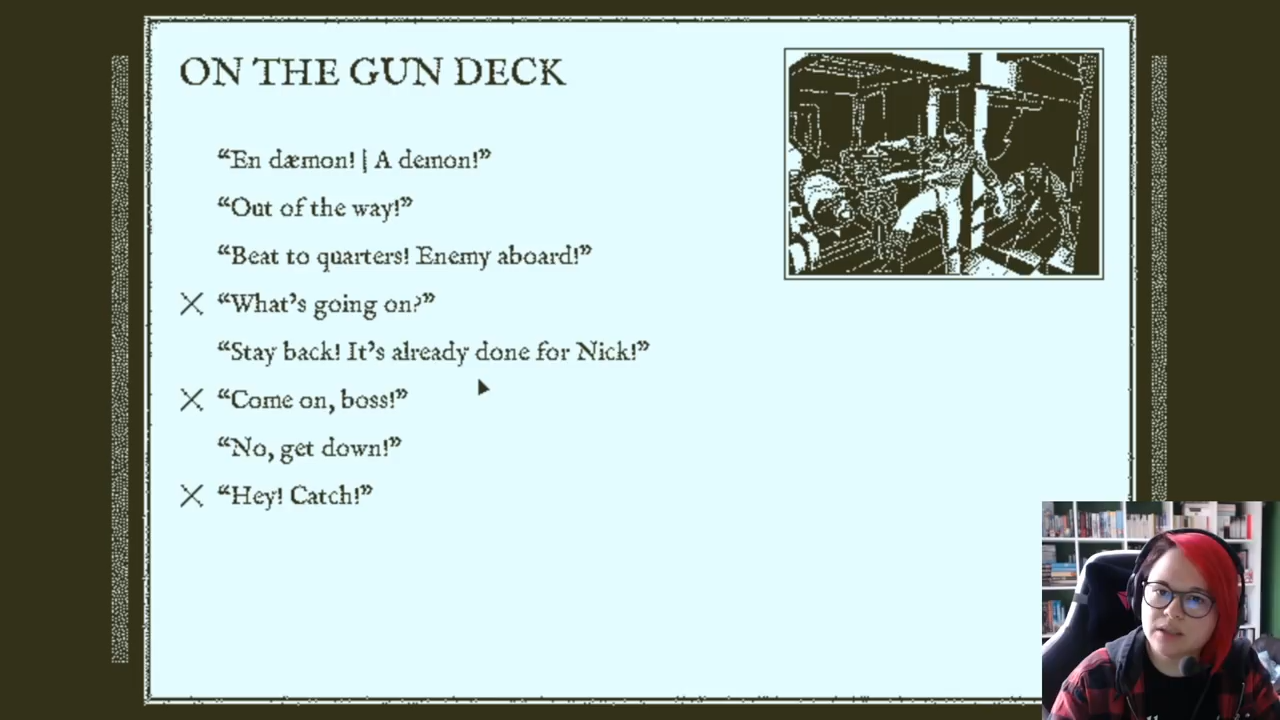 ON THE GUN DECK
“En dæmon! | A demon!”
“Out of the way!”
“Beat to quarters! Enemy aboard!”
“What’s going on?”
“Stay back! It’s already done for Nick!”
“Come on, boss!”
“No, get down!”
“Hey! Catch!”